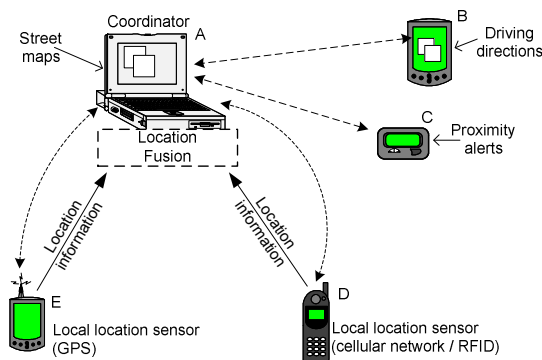 Coordinator
A
Street
maps
B
Driving
directions
C
Proximity
alerts
Location
Fusion
Location
information
Location
information
E
Local location sensor
(GPS)
D
Local location sensor
(cellular network / RFID)